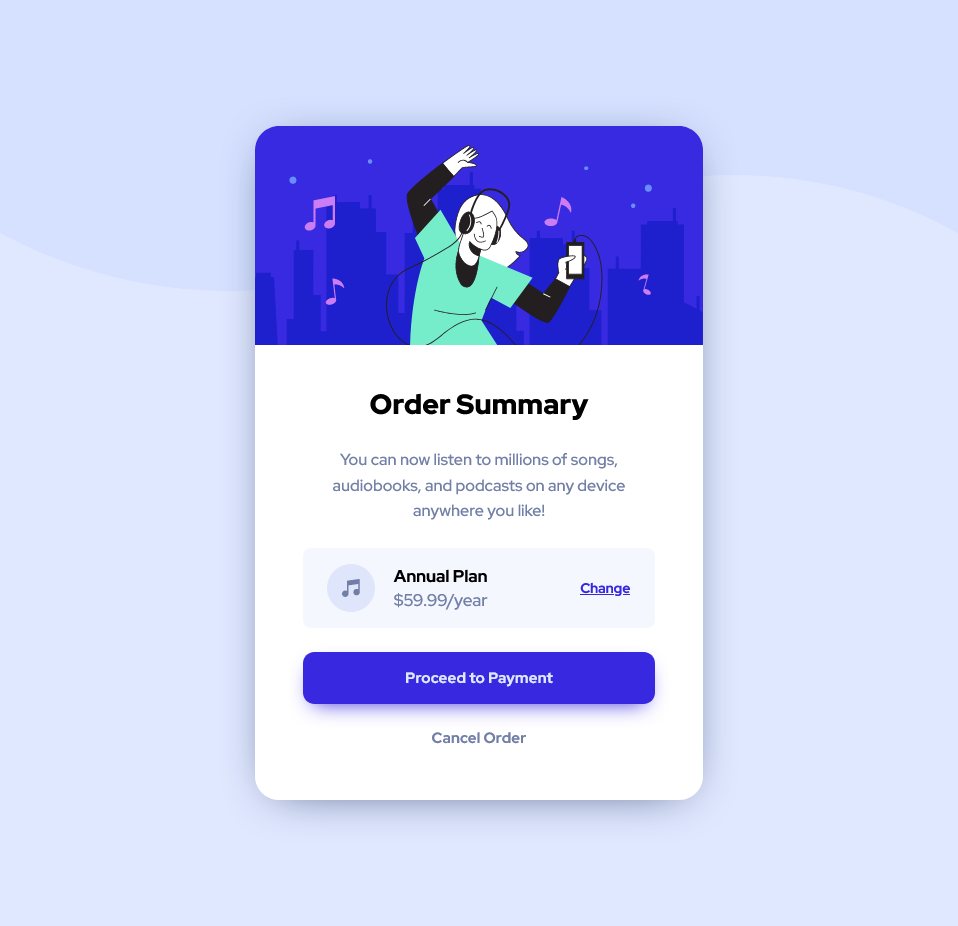 Order Summary
You can now listen to millions of songs,
audiobooks, and podcasts on any device
anywhere you like!
Annual Plan
$59.99/year
Change
Proceed to Payment
Cancel Order